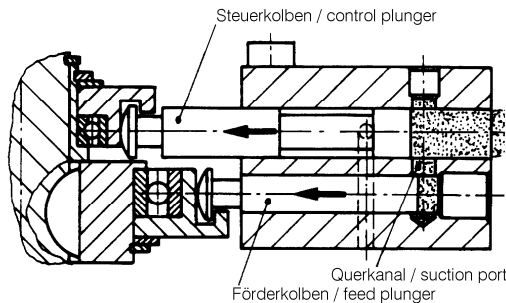 Steuerkolben / control plunger
Querkanal / suction port
Förderkolben / feed plunger